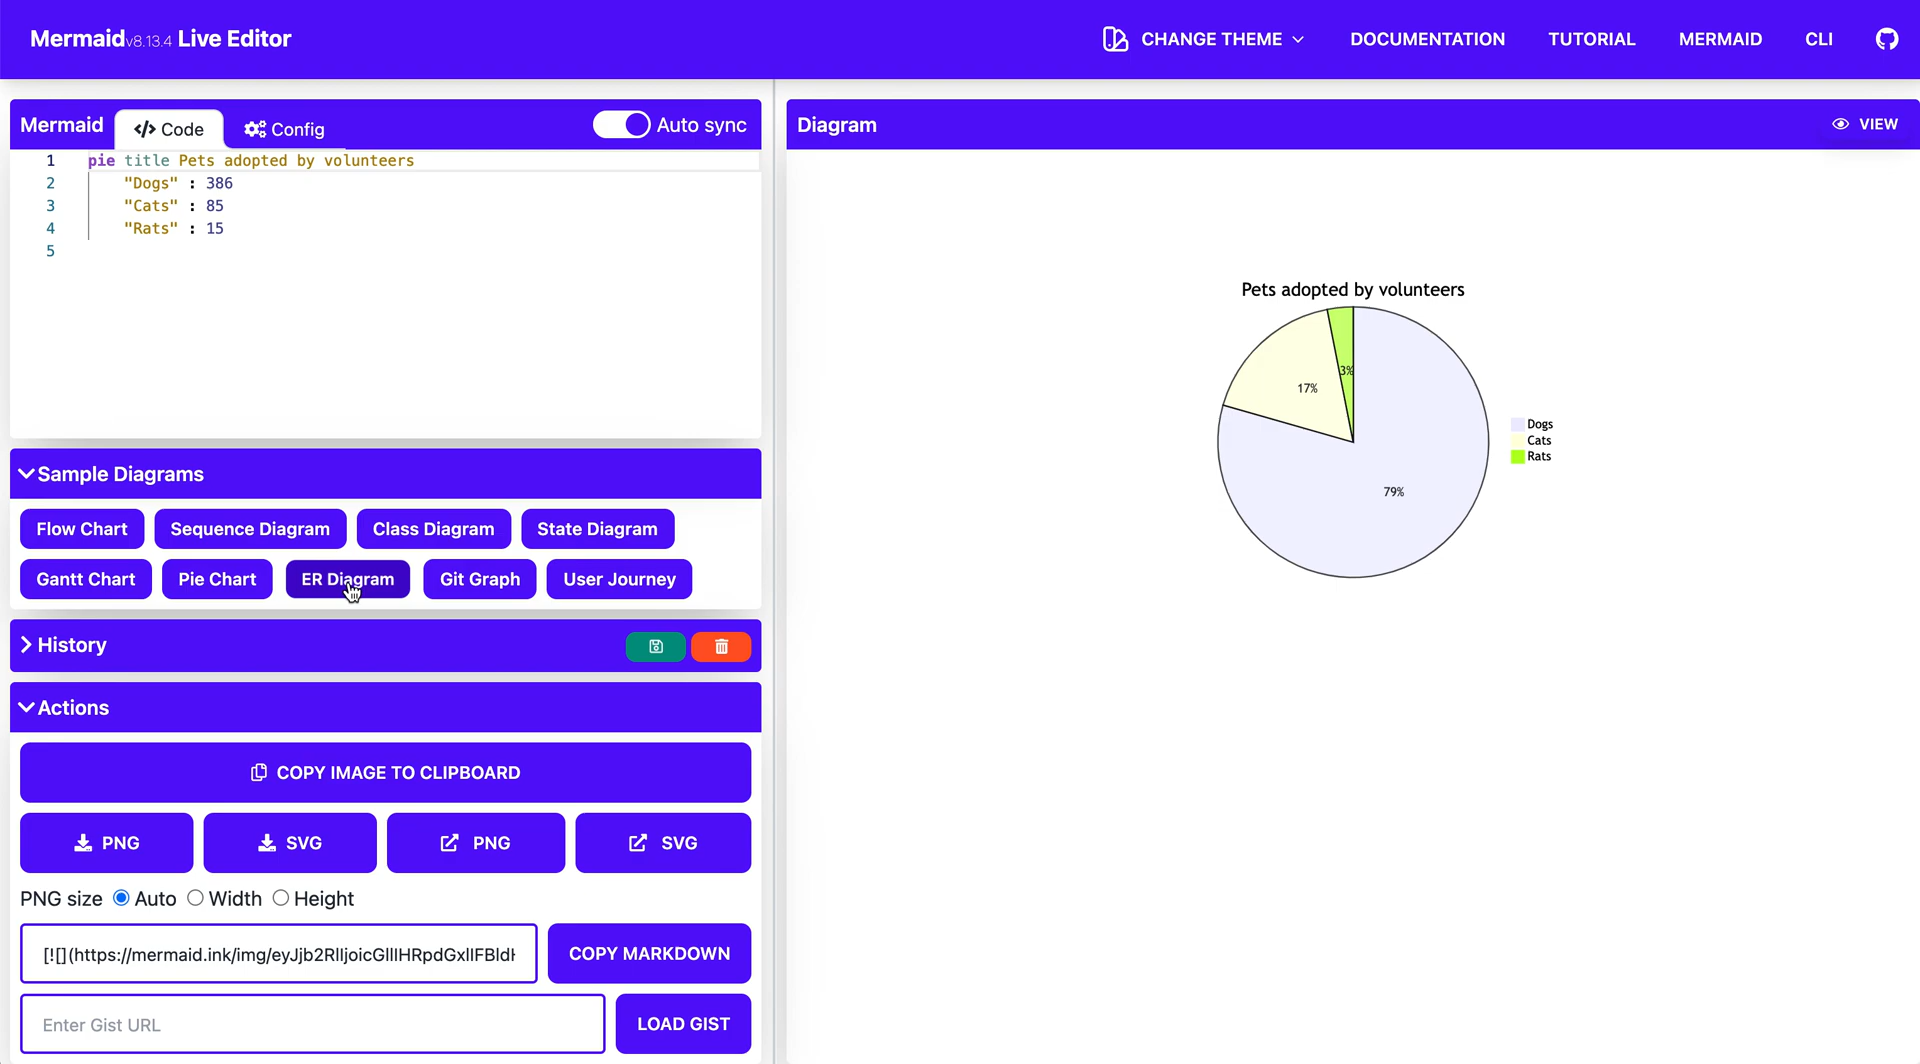 Mermaid v8.13.4 Live Editor
CHANGE THEME
DOCUMENTATION
TUTORIAL
MERMAID
CLI
Mermaid
Code
Config
Auto sync
1 pie title Pets adopted by volunteers
2 "Dogs" : 386
3 "Cats" : 85
4 "Rats" : 15
5
Sample Diagrams
Flow Chart
Sequence Diagram
Class Diagram
State Diagram
Gantt Chart
Pie Chart
ER Diagram
Git Graph
User Journey
History
Actions
COPY IMAGE TO CLIPBOARD
PNG
SVG
PNG
SVG
PNG size Auto Width Height
[![](https://mermaid.ink/img/eyJjb2RlIjoicGllIHRpdGxlIFBldH
COPY MARKDOWN
Enter Gist URL
LOAD GIST
Diagram
VIEW
Pets adopted by volunteers
3%
17%
79%
Dogs
Cats
Rats